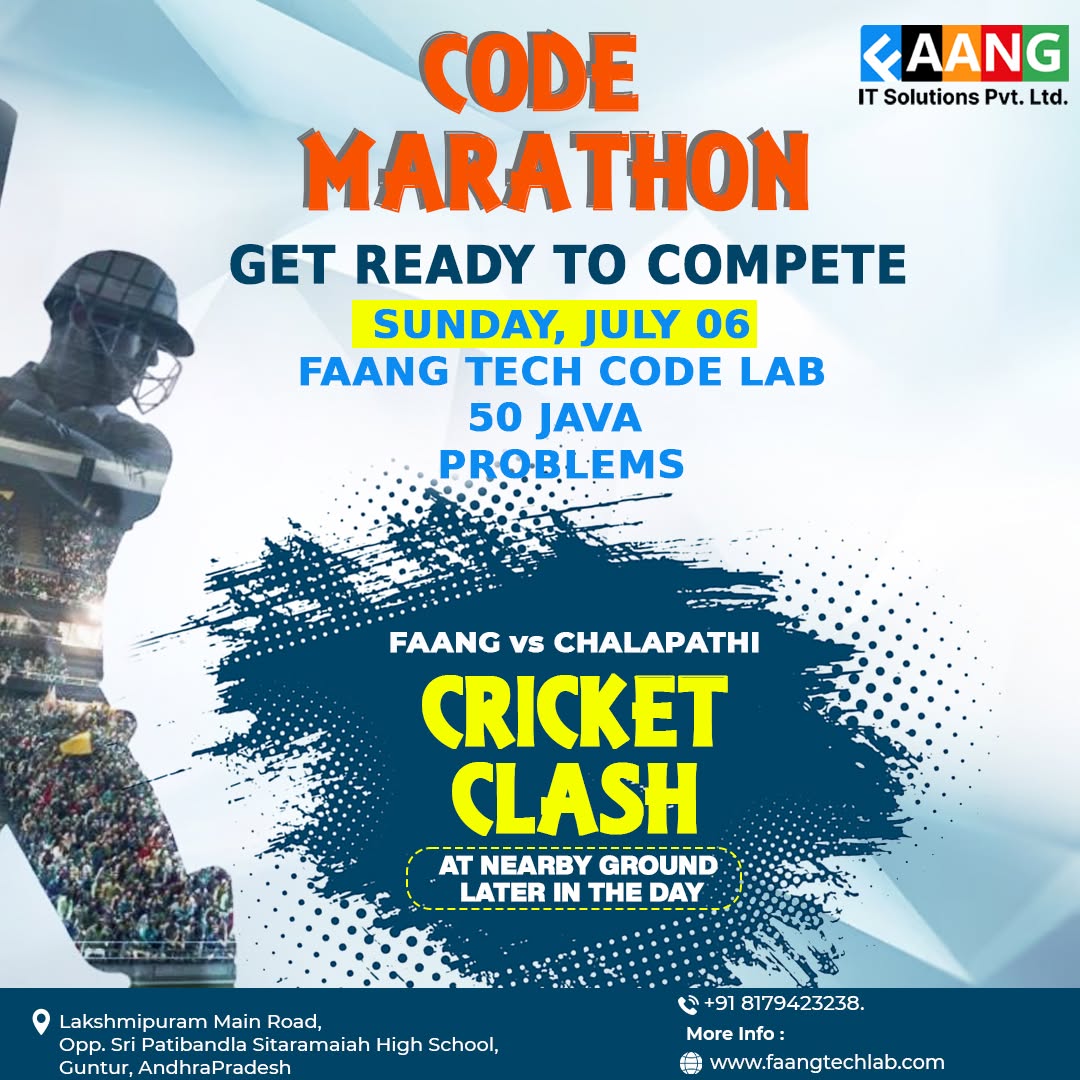 CODE
MARATHON
FAANG
IT Solutions Pvt. Ltd.
GET READY TO COMPETE
SUNDAY, JULY 06
FAANG TECH CODE LAB
50 JAVA
PROBLEMS
FAANG vs CHALAPATHI
CRICKET
CLASH
AT NEARBY GROUND
LATER IN THE DAY
Lakshmipuram Main Road,
Opp. Sri Patibandla Sitaramaiah High School,
Guntur, AndhraPradesh
+91 8179423238.
More Info :
www.faangtechlab.com